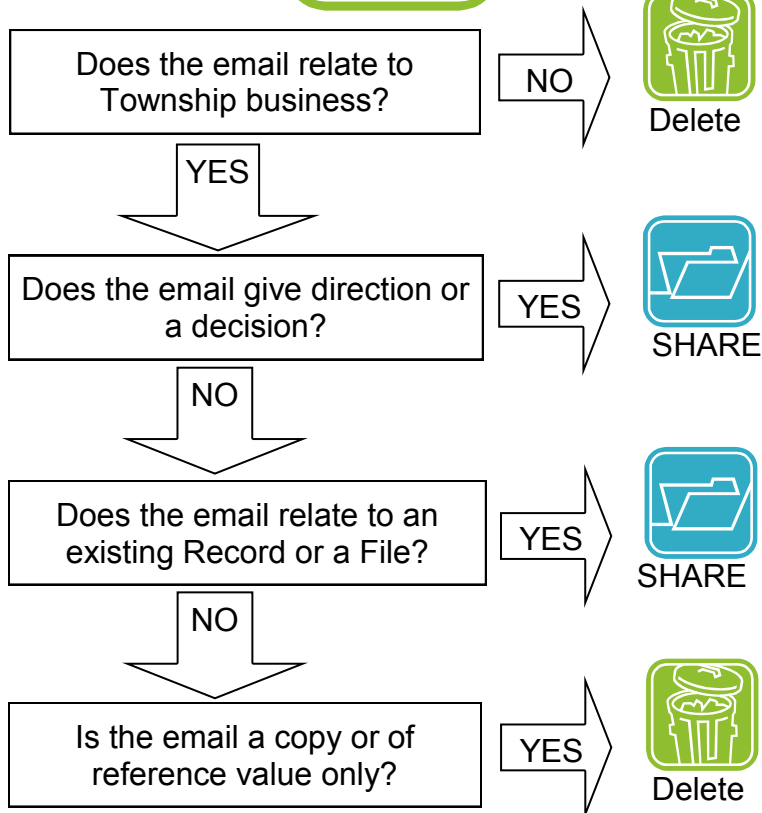 Does the email relate to
Township business?
NO
Delete
YES
Does the email give direction or
a decision?
YES
SHARE
NO
Does the email relate to an
existing Record or a File?
YES
SHARE
NO
Is the email a copy or of
reference value only?
YES
Delete